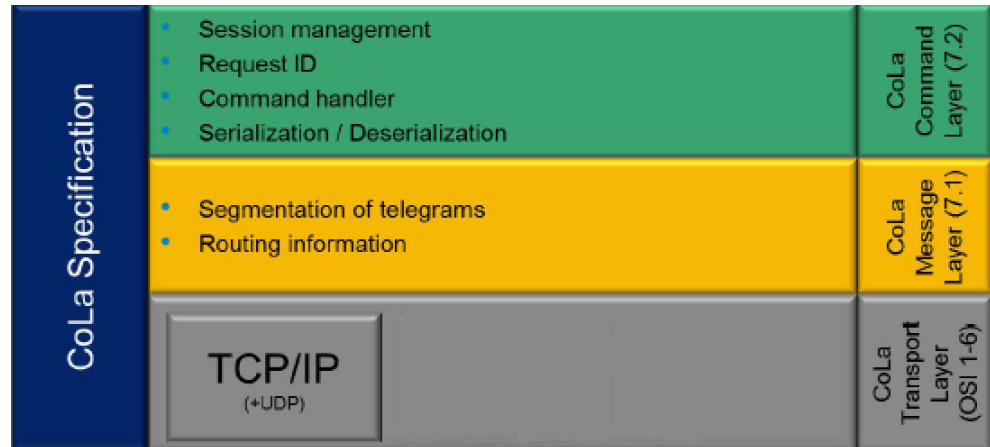 CoLa Specification
Session management
Request ID
Command handler
Serialization / Deserialization
CoLa
Command
Layer (7.2)
Segmentation of telegrams
Routing information
CoLa
Message
Layer (7.1)
TCP/IP
(+UDP)
CoLa
Transport
Layer
(OSI 1-6)